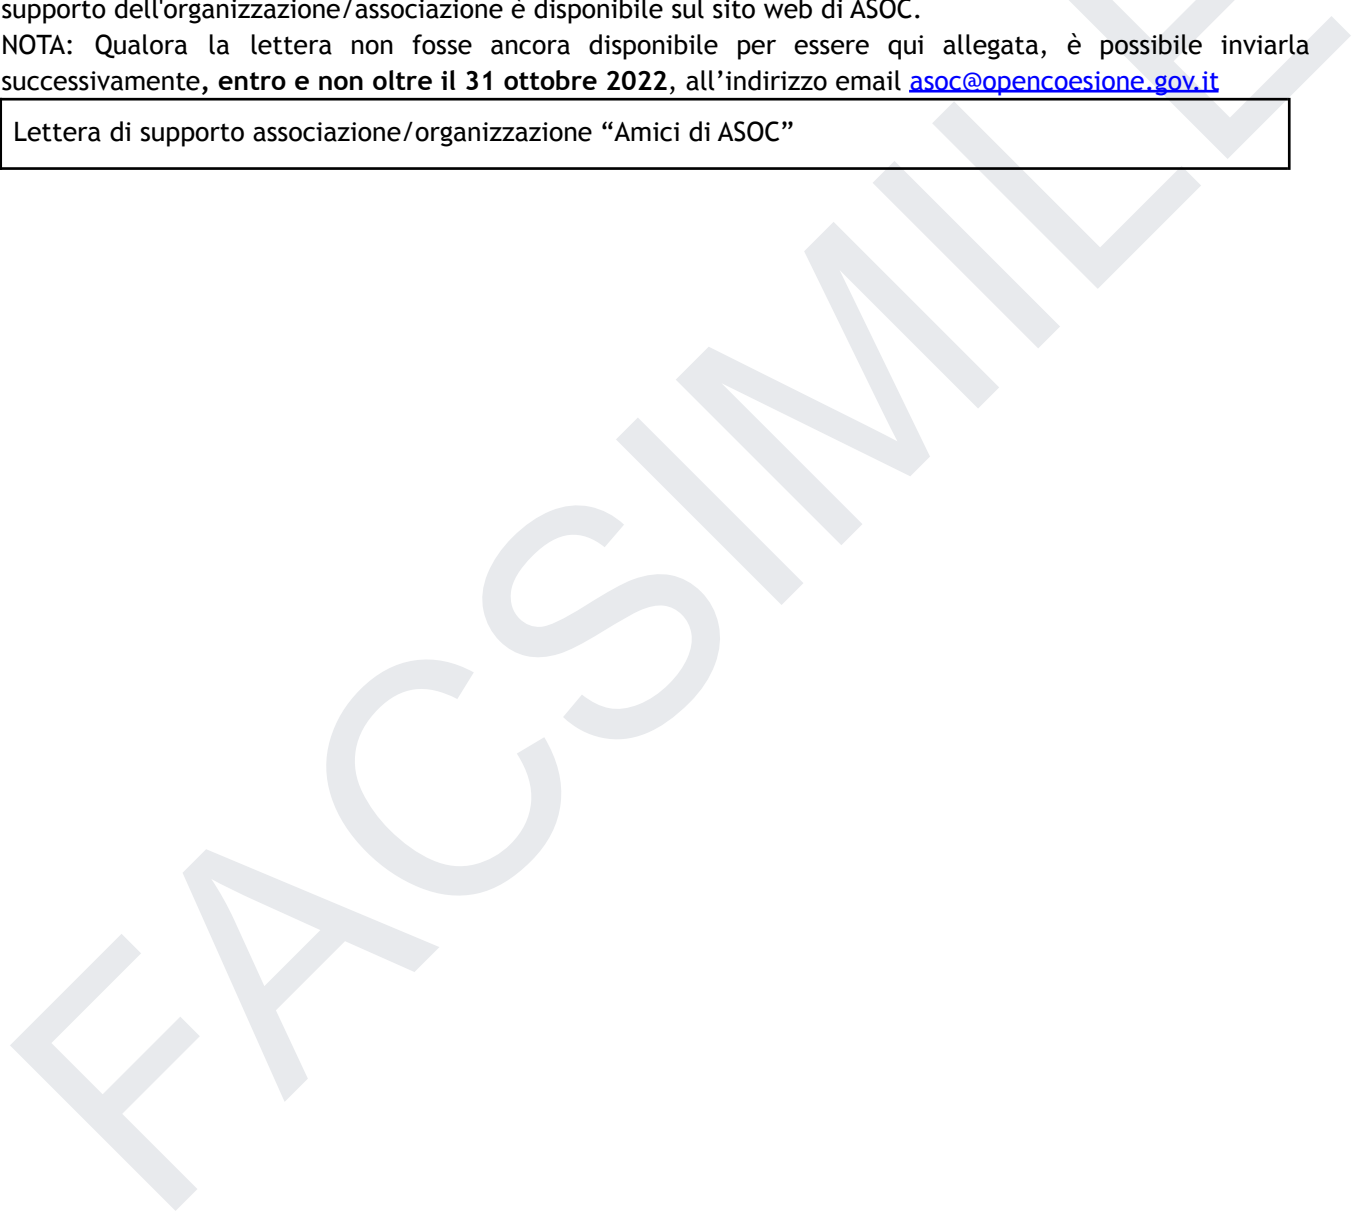 supporto dell'organizzazione/associazione è disponibile sul sito web di ASOC.
NOTA: Qualora la lettera non fosse ancora disponibile per essere qui allegata, è possibile inviarla
successivamente, entro e non oltre il 31 ottobre 2022, all’indirizzo email asoc@opencoesione.gov.it
Lettera di supporto associazione/organizzazione “Amici di ASOC”
FACSIMILE